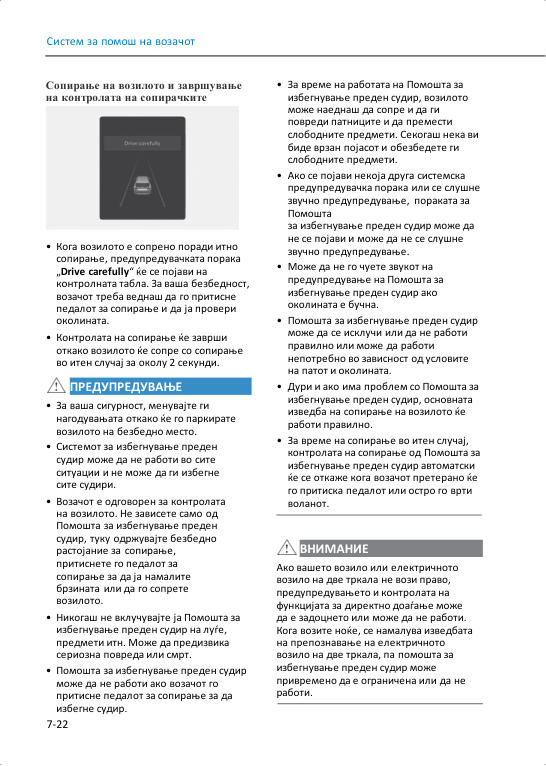 Систем за помош на возачот
Сопирање на возилото и завршување
на контролата на сопирачките
Drive carefully
• Кога возилото е сопрено поради итно
сопирање, предупредувачката порака
„Drive carefully“ ќе се појави на
контролната табла. За ваша безбедност,
возачот треба веднаш да го притисне
педалот за сопирање и да ја провери
околината.
• Контролата на сопирање ќе заврши
откако возилото ќе сопре со сопирање
во итен случај за околу 2 секунди.
ПРЕДУПРЕДУВАЊЕ
• За ваша сигурност, менувајте ги
нагодувањата откако ќе го паркирате
возилото на безбедно место.
• Системот за избегнување преден
судир може да не работи во сите
ситуации и не може да ги избегне
сите судири.
• Возачот е одговорен за контролата
на возилото. Не зависете само од
Помошта за избегнување преден
судир, туку одржувајте безбедно
растојание за сопирање,
притиснете го педалот за
сопирање за да ја намалите
брзината или да го сопрете
возилото.
• Никогаш не вклучувајте ја Помошта за
избегнување преден судир на луѓе,
предмети итн. Може да предизвика
сериозна повреда или смрт.
• Помошта за избегнување преден судир
може да не работи ако возачот го
притисне педалот за сопирање за да
избегне судир.
7-22
• За време на работата на Помошта за
избегнување преден судир, возилото
може наеднаш да сопре и да ги
повреди патниците и да премести
слободните предмети. Секогаш нека ви
биде врзан појасот и обезбедете ги
слободните предмети.
• Ако се појави некоја друга системска
предупредувачка порака или се слушне
звучно предупредување, пораката за
Помошта
за избегнување преден судир може да
не се појави и може да не се слушне
звучно предупредување.
• Може да не го чуете звукот на
предупредување на Помошта за
избегнување преден судир ако
околината е бучна.
• Помошта за избегнување преден судир
може да се исклучи или да не работи
правилно или може да работи
непотребно во зависност од условите
на патот и околината.
• Дури и ако има проблем со Помошта за
избегнување преден судир, основната
изведба на сопирање на возилото ќе
работи правилно.
• За време на сопирање во итен случај,
контролата на сопирање од Помошта за
избегнување преден судир автоматски
ќе се откаже кога возачот претерано ќе
го притиска педалот или остро го врти
воланот.
ВНИМАНИЕ
Ако вашето возило или електричното
возило на две тркала не вози право,
предупредувањето и контролата на
функцијата за директно доаѓање може
да е задоцнето или може да не работи.
Кога возите ноќе, се намалува изведбата
на препознавање на електричното
возило на две тркала, па помошта за
избегнување преден судир може
привремено да е ограничена или да не
работи.